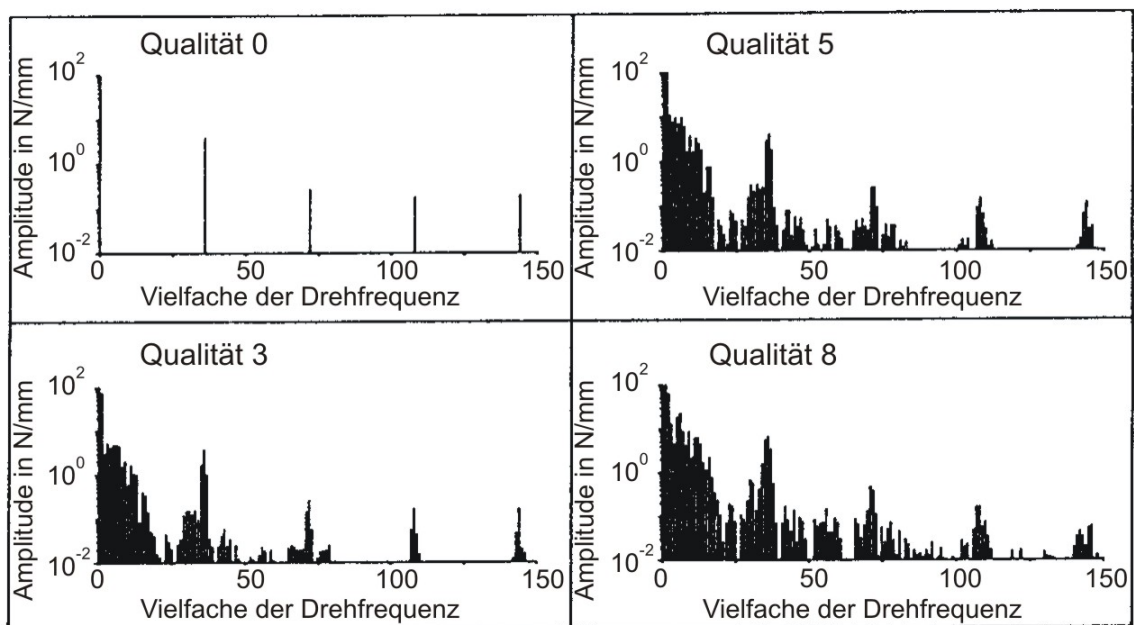 Qualität 0
Amplitude in N/mm
10²
10⁰
10⁻²
0 50 100 150
Vielfache der Drehfrequenz
Qualität 5
Amplitude in N/mm
10²
10⁰
10⁻²
0 50 100 150
Vielfache der Drehfrequenz
Qualität 3
Amplitude in N/mm
10²
10⁰
10⁻²
0 50 100 150
Vielfache der Drehfrequenz
Qualität 8
Amplitude in N/mm
10²
10⁰
10⁻²
0 50 100 150
Vielfache der Drehfrequenz